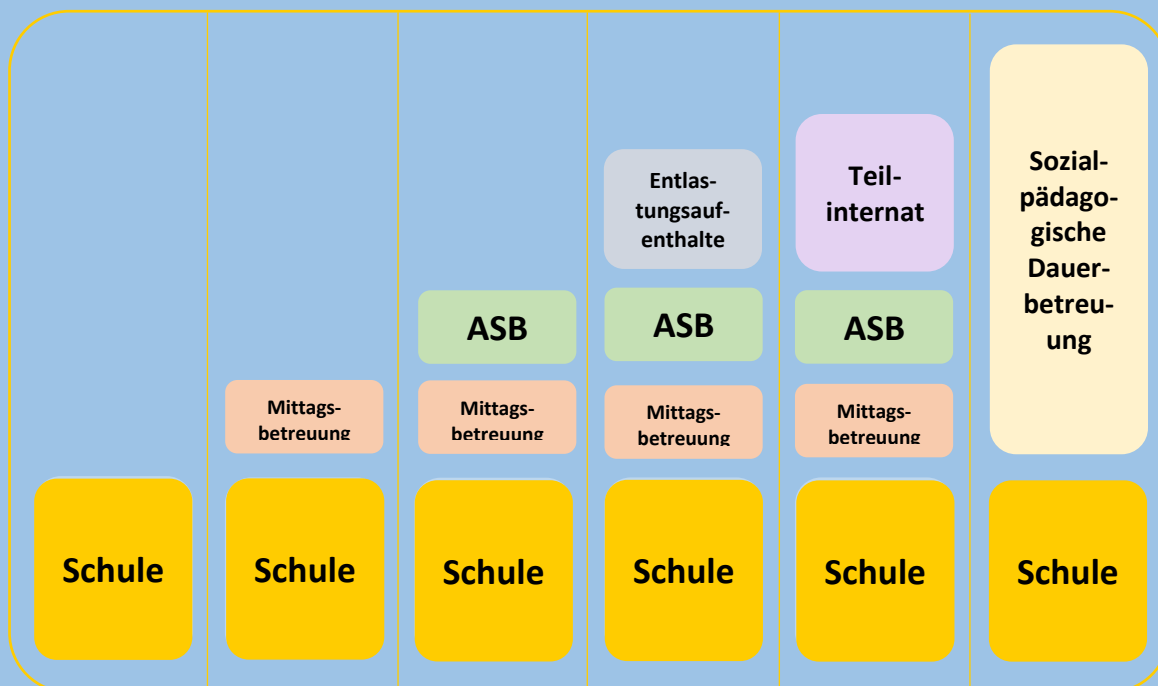 Entlas-
tungsauf-
enthalte
Teil-
internat
Sozial-
pädago-
gische
Dauer-
betreu-
ung
ASB
ASB
ASB
Mittags-
betreuung
Mittags-
betreuung
Mittags-
betreuung
Mittags-
betreuung
Schule
Schule
Schule
Schule
Schule
Schule